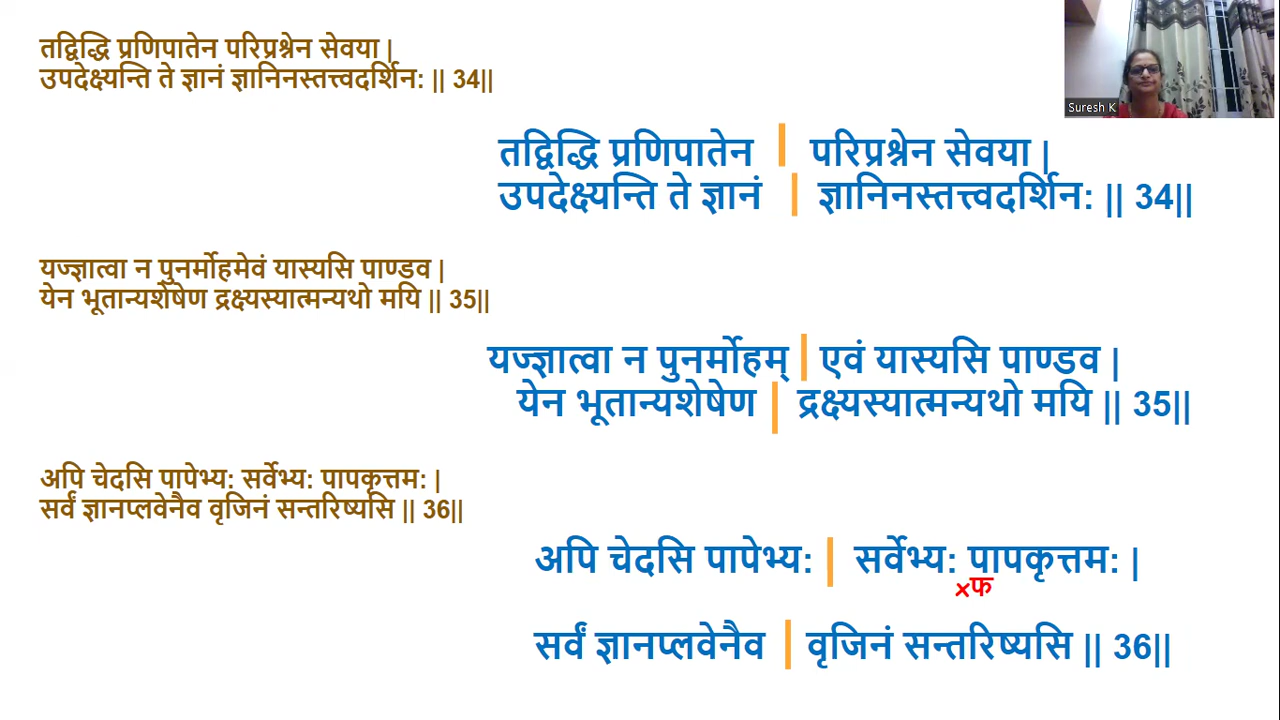 तद्विद्धि प्रणिपातेन परिप्रश्नेन सेवया |
उपदेक्ष्यन्ति ते ज्ञानं ज्ञानिनस्तत्त्वदर्शिन: || 34||
Suresh K
तद्विद्धि प्रणिपातेन | परिप्रश्नेन सेवया |
उपदेक्ष्यन्ति ते ज्ञानं | ज्ञानिनस्तत्त्वदर्शिन: || 34||
यज्ज्ञात्वा न पुनर्मोहमेवं यास्यसि पाण्डव |
येन भूतान्यशेषेण द्रक्ष्यस्यात्मन्यथो मयि || 35||
यज्ज्ञात्वा न पुनर्मोहम् | एवं यास्यसि पाण्डव |
येन भूतान्यशेषेण | द्रक्ष्यस्यात्मन्यथो मयि || 35||
अपि चेदसि पापेभ्य: सर्वेभ्य: पापकृत्तम: |
सर्वं ज्ञानप्लवेनैव वृजिनं सन्तरिष्यसि || 36||
अपि चेदसि पापेभ्य: | सर्वेभ्य: पापकृत्तम: |
×फ
सर्वं ज्ञानप्लवेनैव | वृजिनं सन्तरिष्यसि || 36||